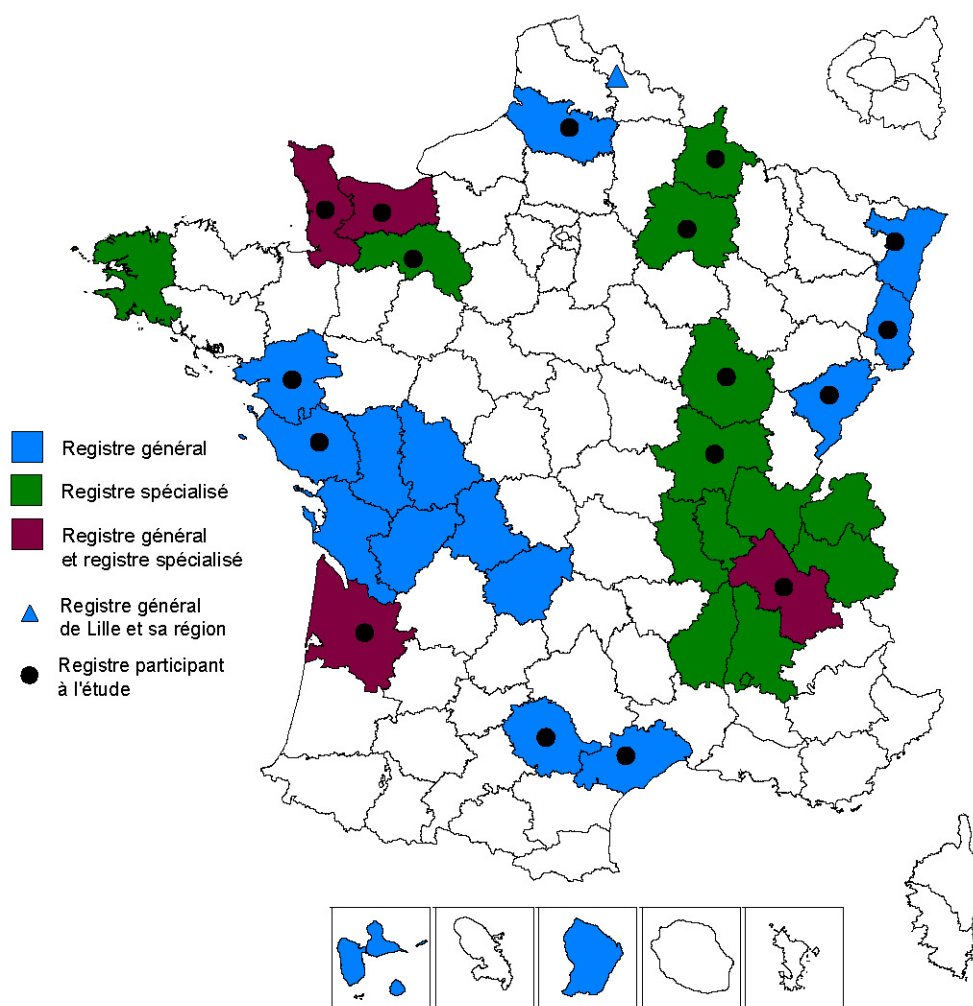 Registre général
Registre spécialisé
Registre général
et registre spécialisé
Registre général
de Lille et sa région
Registre participant
à l'étude